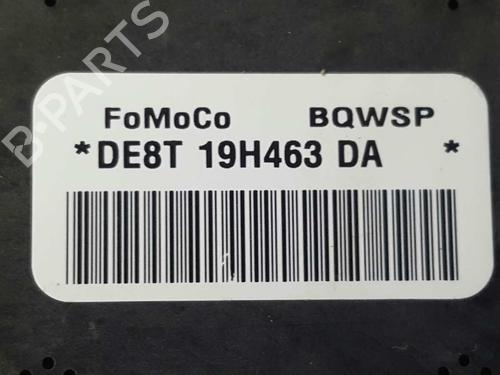 FoMoCo BQWSP
*DE8T 19H463 DA *
B-PARTS